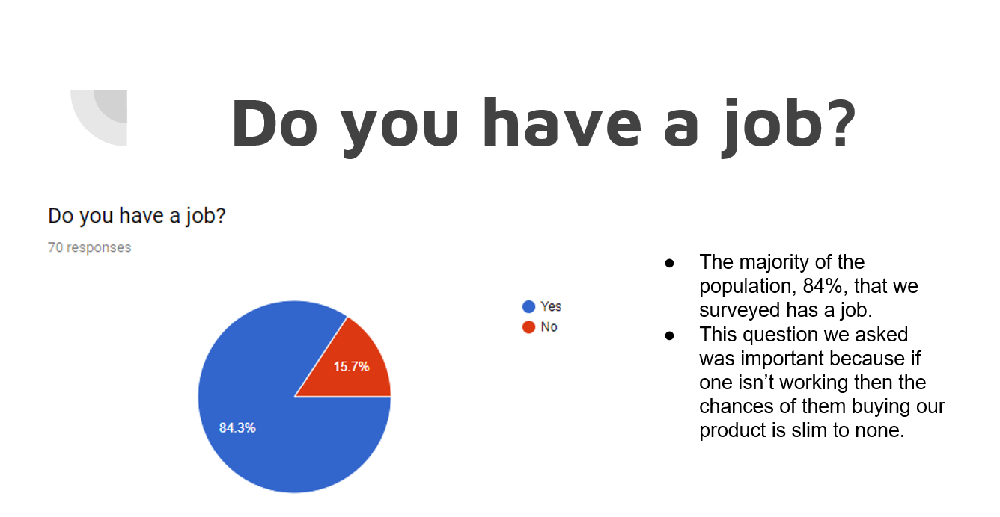 Do you have a job?
Do you have a job?
70 responses
Yes
No
15.7%
84.3%
● The majority of the
population, 84%, that we
surveyed has a job.
● This question we asked
was important because if
one isn’t working then the
chances of them buying our
product is slim to none.